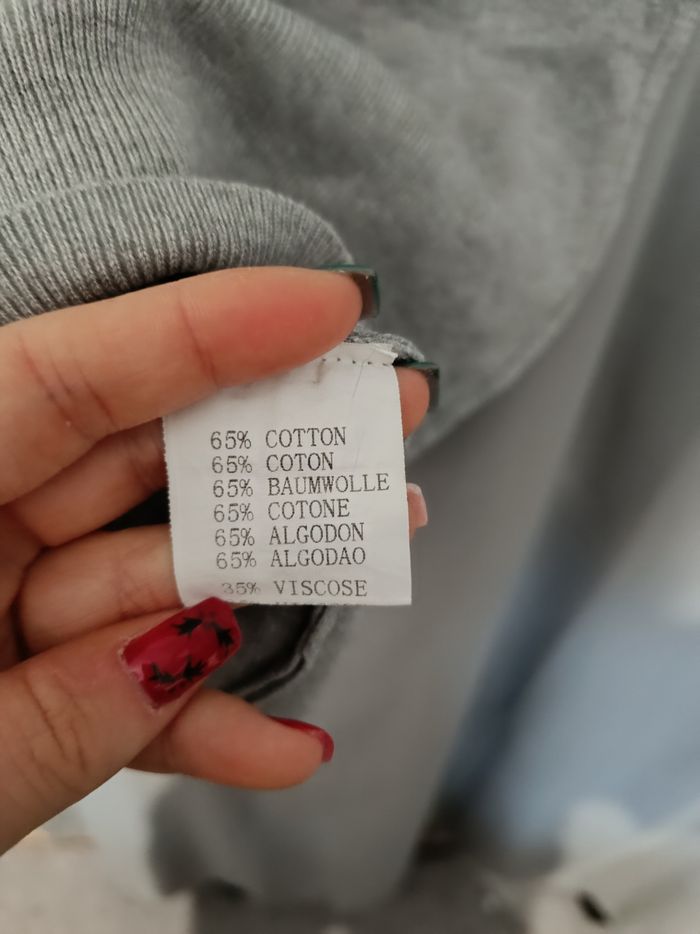 65% COTTON
65% COTON
65% BAUMWOLLE
65% COTONE
65% ALGODON
65% ALGODAO
35% VISCOSE